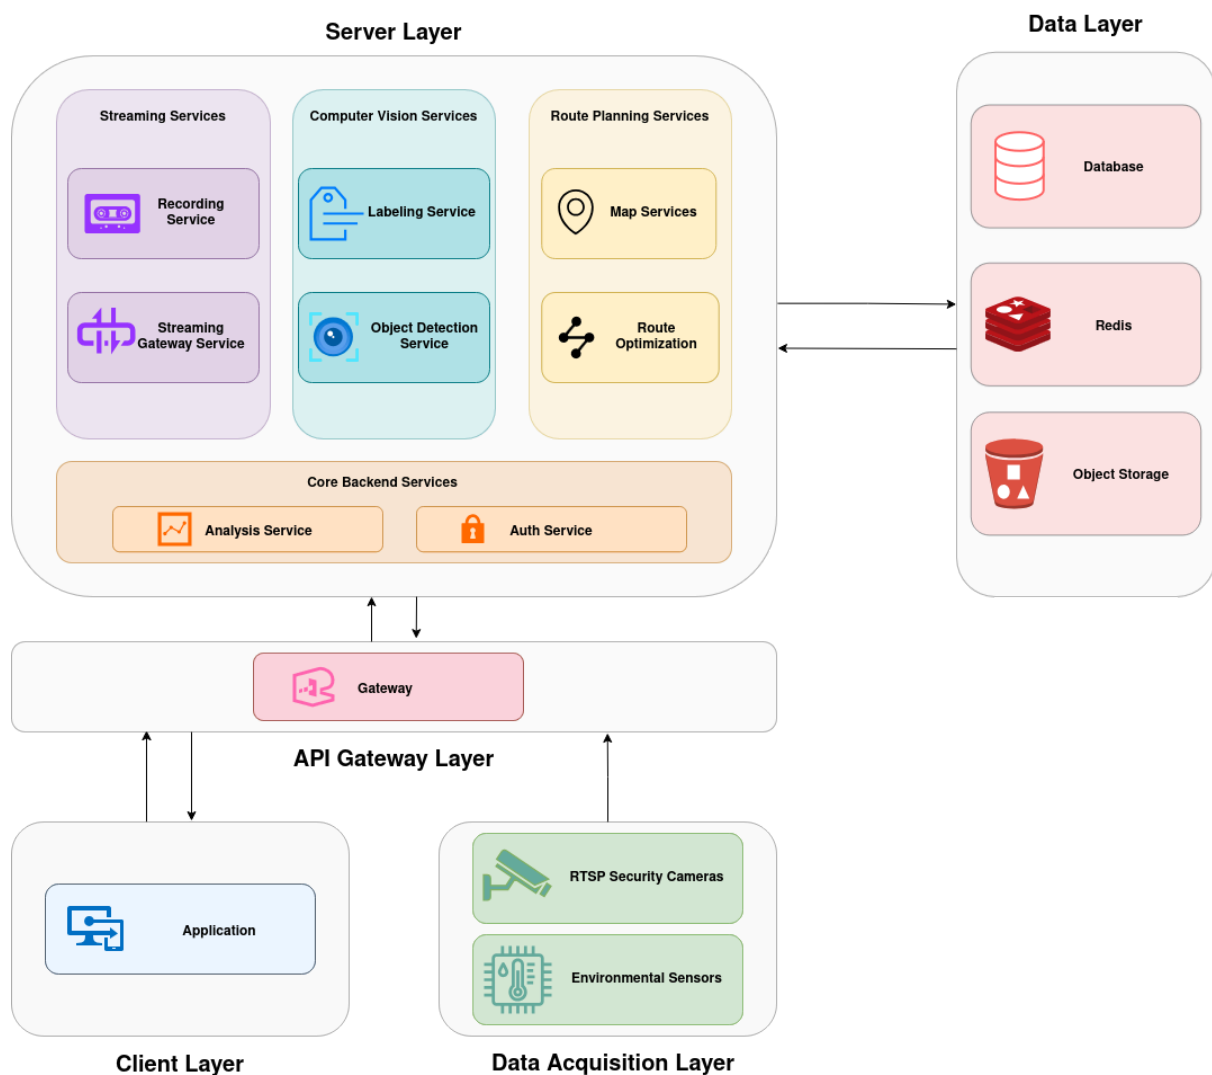 Server Layer
Data Layer
Streaming Services
Computer Vision Services
Route Planning Services
Recording
Service
Labeling Service
Map Services
Streaming
Gateway Service
Object Detection
Service
Route
Optimization
Core Backend Services
Analysis Service
Auth Service
Database
Redis
Object Storage
Gateway
API Gateway Layer
Application
Client Layer
RTSP Security Cameras
Environmental Sensors
Data Acquisition Layer